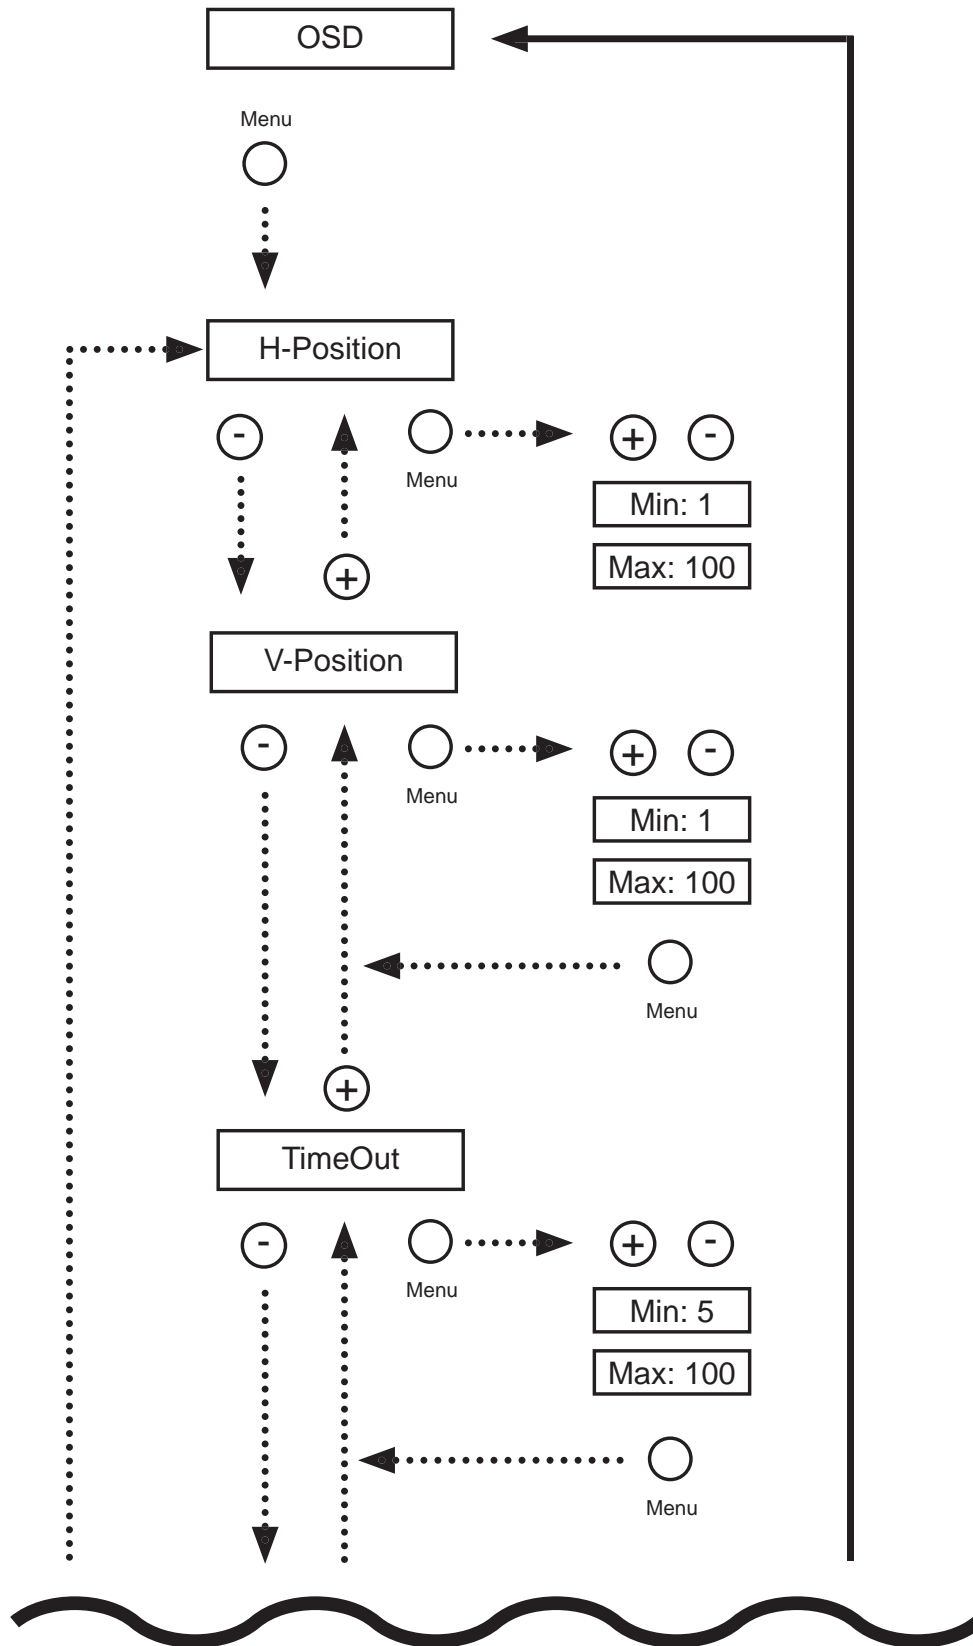 OSD
Menu
H-Position
-
Menu
+ -
Min: 1
Max: 100
+
V-Position
-
Menu
+ -
Min: 1
Max: 100
Menu
+
TimeOut
-
Menu
+ -
Min: 5
Max: 100
Menu